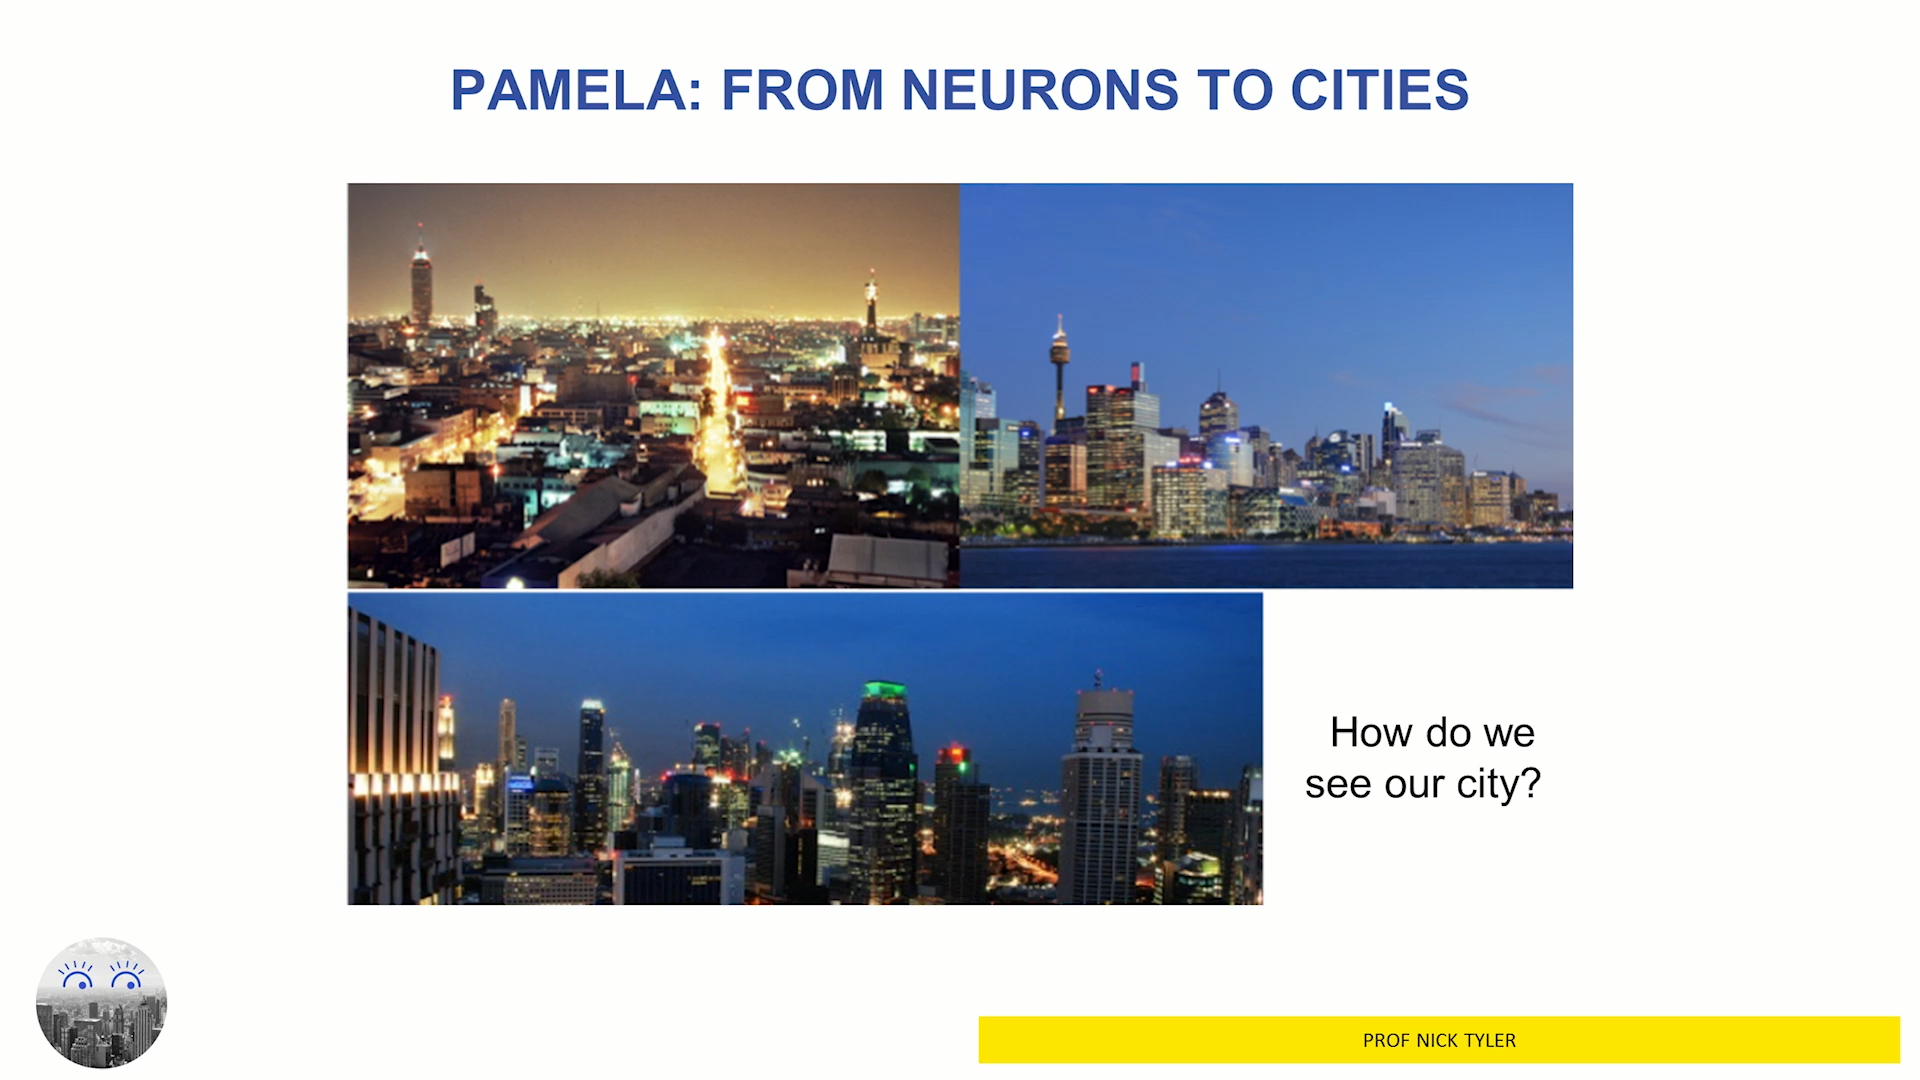 PAMELA: FROM NEURONS TO CITIES
How do we
see our city?
PROF NICK TYLER